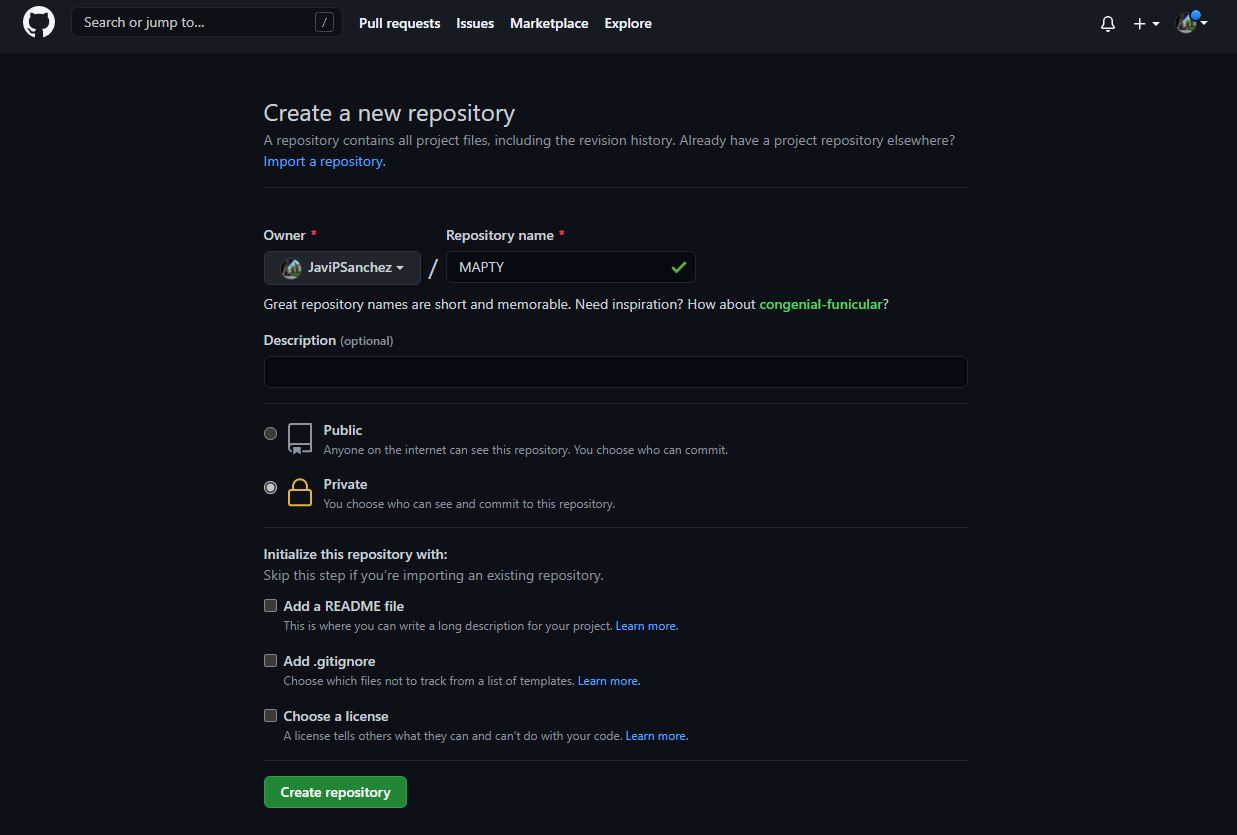 Search or jump to... /
Pull requests Issues Marketplace Explore
Create a new repository
A repository contains all project files, including the revision history. Already have a project repository elsewhere?
Import a repository.
Owner * Repository name *
JaviPSanchez / MAPTY
Great repository names are short and memorable. Need inspiration? How about congenial-funicular?
Description (optional)
Public
Anyone on the internet can see this repository. You choose who can commit.
Private
You choose who can see and commit to this repository.
Initialize this repository with:
Skip this step if you’re importing an existing repository.
Add a README file
This is where you can write a long description for your project. Learn more.
Add .gitignore
Choose which files not to track from a list of templates. Learn more.
Choose a license
A license tells others what they can and can't do with your code. Learn more.
Create repository